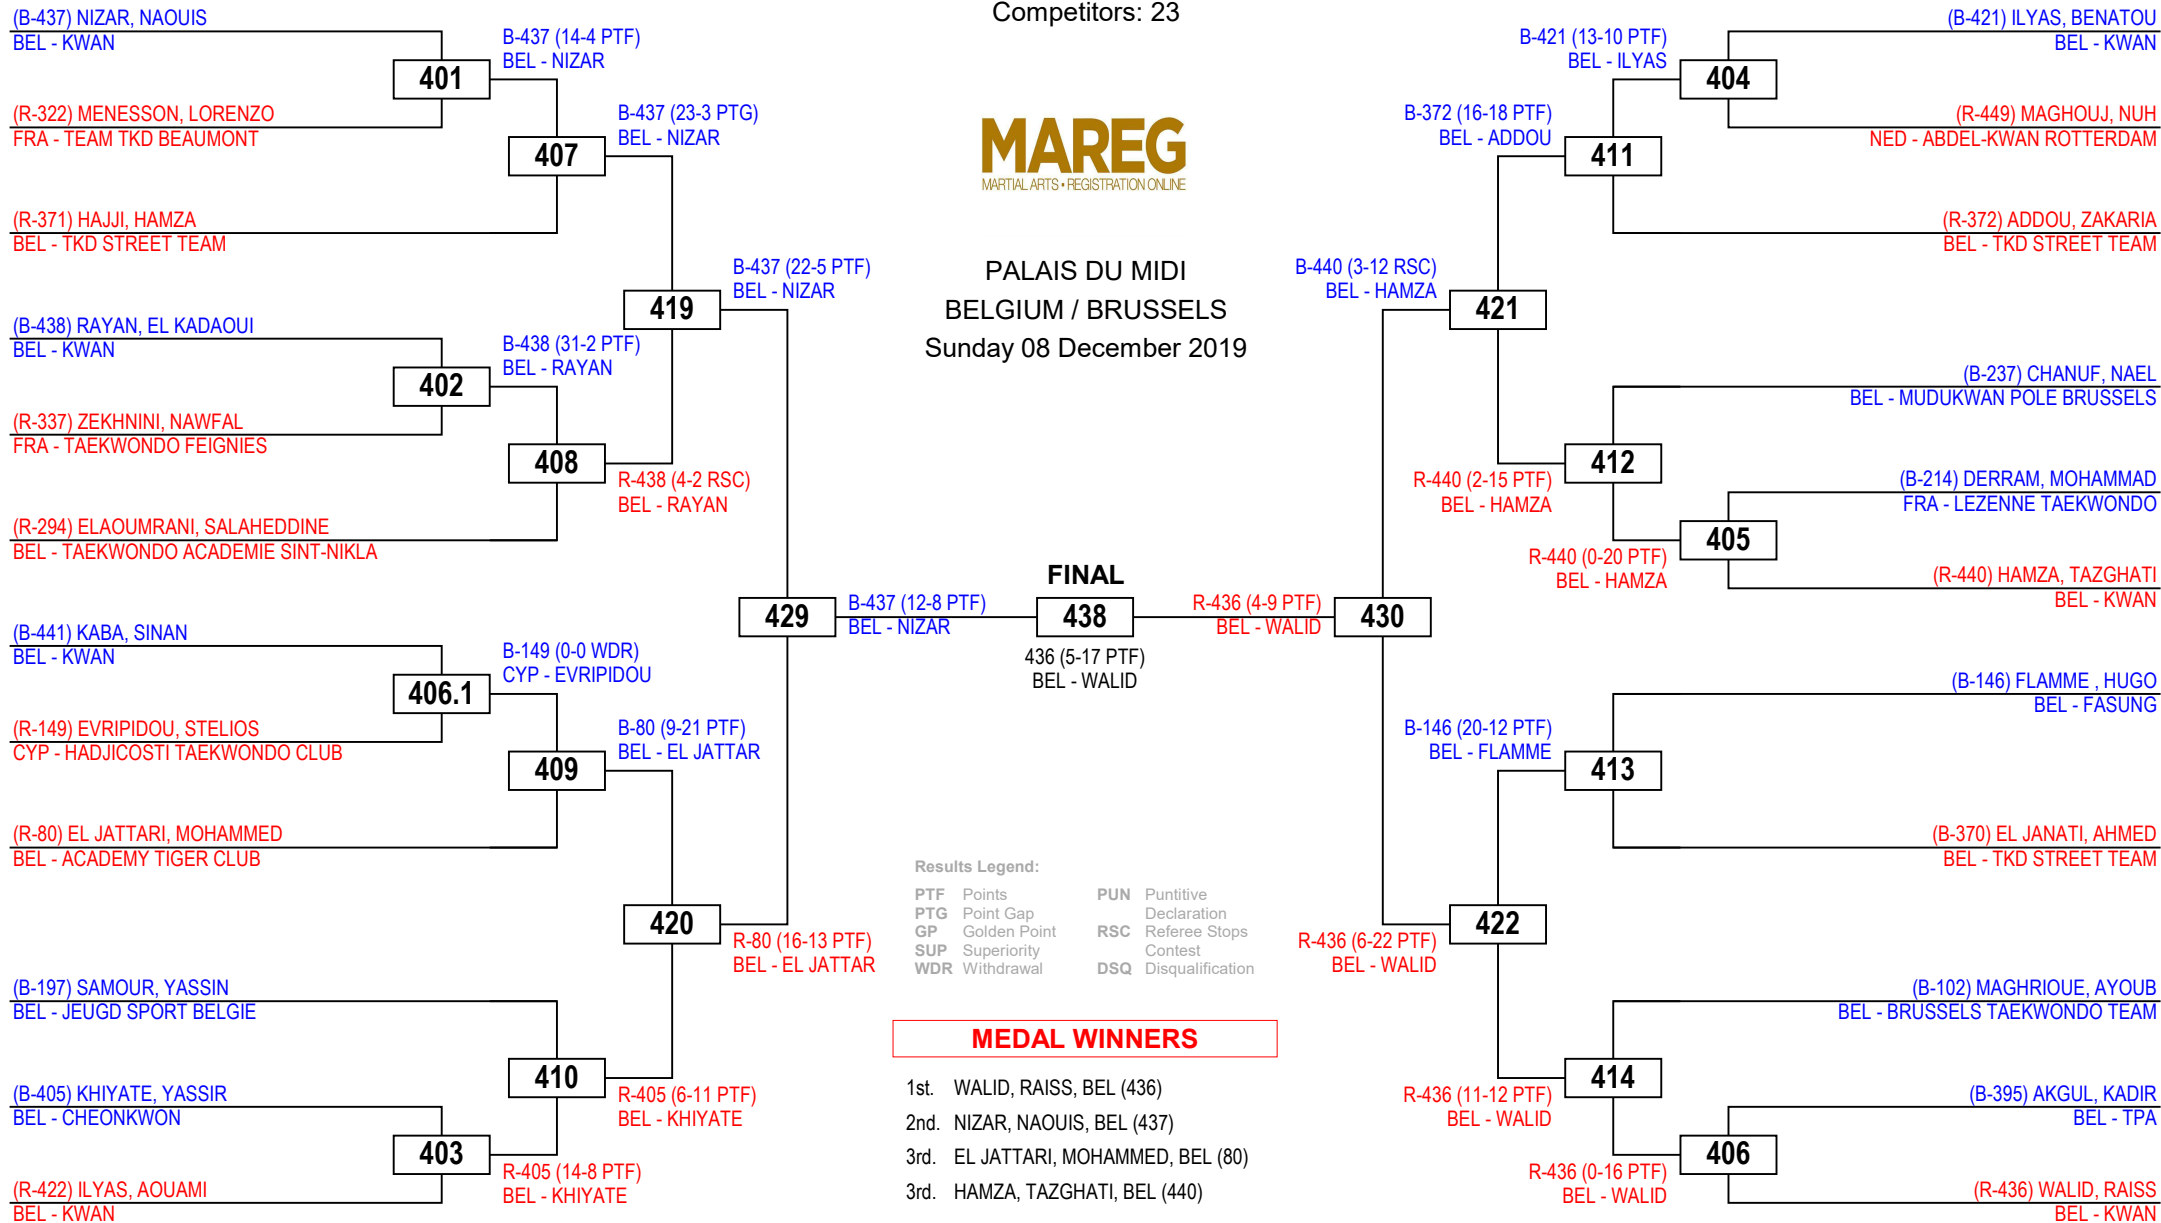 Competitors: 23
(B-437) NIZAR, NAOUIS
BEL - KWAN
B-437 (14-4 PTF)
BEL - NIZAR
401
(R-322) MENESSON, LORENZO
FRA - TEAM TKD BEAUMONT
B-437 (23-3 PTG)
BEL - NIZAR
407
(R-371) HAJJI, HAMZA
BEL - TKD STREET TEAM
B-437 (22-5 PTF)
BEL - NIZAR
419
(B-438) RAYAN, EL KADAOUI
BEL - KWAN
B-438 (31-2 PTF)
BEL - RAYAN
402
(R-337) ZEKHNINI, NAWFAL
FRA - TAEKWONDO FEIGNIES
408
R-438 (4-2 RSC)
BEL - RAYAN
(R-294) ELAOUMRANI, SALAHEDDINE
BEL - TAEKWONDO ACADEMIE SINT-NIKLA
429
B-437 (12-8 PTF)
BEL - NIZAR
(B-441) KABA, SINAN
BEL - KWAN
B-149 (0-0 WDR)
CYP - EVRIPIDOU
406.1
(R-149) EVRIPIDOU, STELIOS
CYP - HADJICOSTI TAEKWONDO CLUB
B-80 (9-21 PTF)
BEL - EL JATTAR
409
(R-80) EL JATTARI, MOHAMMED
BEL - ACADEMY TIGER CLUB
420
R-80 (16-13 PTF)
BEL - EL JATTAR
(B-197) SAMOUR, YASSIN
BEL - JEUGD SPORT BELGIE
410
R-405 (6-11 PTF)
BEL - KHIYATE
(B-405) KHIYATE, YASSIR
BEL - CHEONKWON
403
R-405 (14-8 PTF)
BEL - KHIYATE
(R-422) ILYAS, AOUAMI
BEL - KWAN
MAREG
MARTIAL ARTS • REGISTRATION ONLINE
PALAIS DU MIDI
BELGIUM / BRUSSELS
Sunday 08 December 2019
FINAL
438
436 (5-17 PTF)
BEL - WALID
Results Legend:
PTF Points
PTG Point Gap
GP Golden Point
SUP Superiority
WDR Withdrawal
PUN Puntitive
Declaration
RSC Referee Stops
Contest
DSQ Disqualification
MEDAL WINNERS
1st. WALID, RAISS, BEL (436)
2nd. NIZAR, NAOUIS, BEL (437)
3rd. EL JATTARI, MOHAMMED, BEL (80)
3rd. HAMZA, TAZGHATI, BEL (440)
(B-421) ILYAS, BENATOU
BEL - KWAN
B-421 (13-10 PTF)
BEL - ILYAS
404
(R-449) MAGHOUJ, NUH
NED - ABDEL-KWAN ROTTERDAM
B-372 (16-18 PTF)
BEL - ADDOU
411
(R-372) ADDOU, ZAKARIA
BEL - TKD STREET TEAM
B-440 (3-12 RSC)
BEL - HAMZA
421
(B-237) CHANUF, NAEL
BEL - MUDUKWAN POLE BRUSSELS
412
R-440 (2-15 PTF)
BEL - HAMZA
(B-214) DERRAM, MOHAMMAD
FRA - LEZENNE TAEKWONDO
405
R-440 (0-20 PTF)
BEL - HAMZA
(R-440) HAMZA, TAZGHATI
BEL - KWAN
R-436 (4-9 PTF)
BEL - WALID
430
(B-146) FLAMME , HUGO
BEL - FASUNG
B-146 (20-12 PTF)
BEL - FLAMME
413
(B-370) EL JANATI, AHMED
BEL - TKD STREET TEAM
422
R-436 (6-22 PTF)
BEL - WALID
(B-102) MAGHRIOUE, AYOUB
BEL - BRUSSELS TAEKWONDO TEAM
414
R-436 (11-12 PTF)
BEL - WALID
(B-395) AKGUL, KADIR
BEL - TPA
406
R-436 (0-16 PTF)
BEL - WALID
(R-436) WALID, RAISS
BEL - KWAN